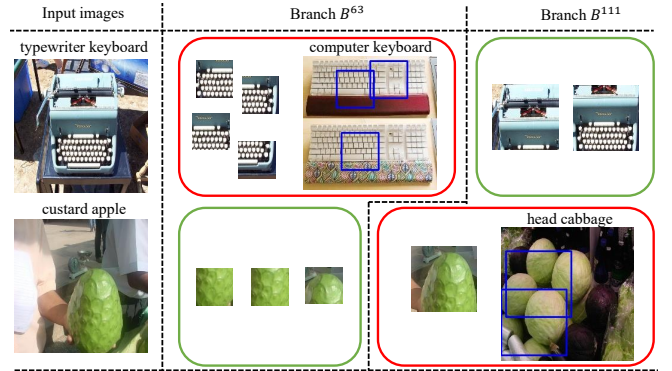 Input images
Branch B^63
Branch B^111
typewriter keyboard
computer keyboard
custard apple
head cabbage